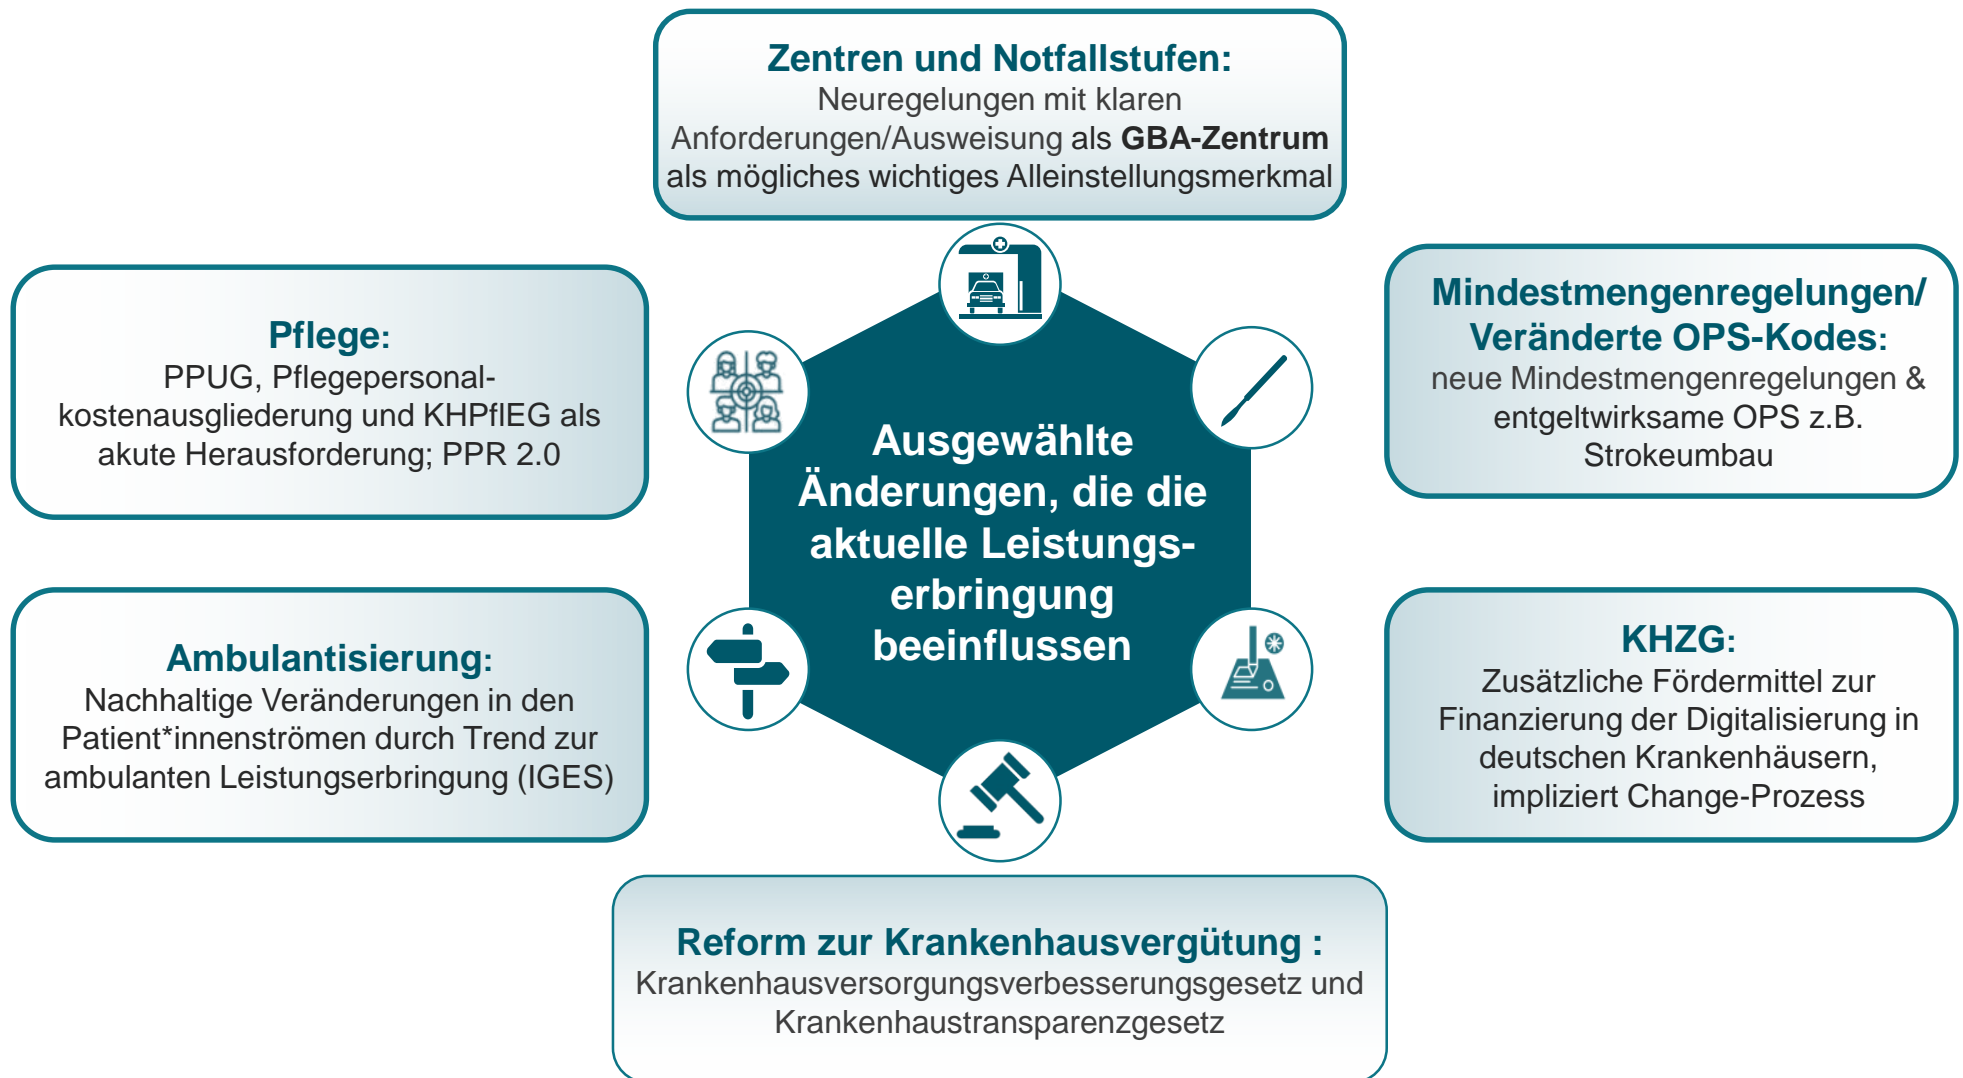 Zentren und Notfallstufen:
Neuregelungen mit klaren
Anforderungen/Ausweisung als GBA-Zentrum
als mögliches wichtiges Alleinstellungsmerkmal
Pflege:
PPUG, Pflegepersonal-
kostenausgliederung und KHPflEG als
akute Herausforderung; PPR 2.0
Mindestmengenregelungen/
Veränderte OPS-Kodes:
neue Mindestmengenregelungen &
entgeltwirksame OPS z.B.
Strokeumbau
Ausgewählte
Änderungen, die die
aktuelle Leistungs-
erbringung
beeinflussen
Ambulantisierung:
Nachhaltige Veränderungen in den
Patient*innenströmen durch Trend zur
ambulanten Leistungserbringung (IGES)
KHZG:
Zusätzliche Fördermittel zur
Finanzierung der Digitalisierung in
deutschen Krankenhäusern,
impliziert Change-Prozess
Reform zur Krankenhausvergütung :
Krankenhausversorgungsverbesserungsgesetz und
Krankenhaustransparenzgesetz